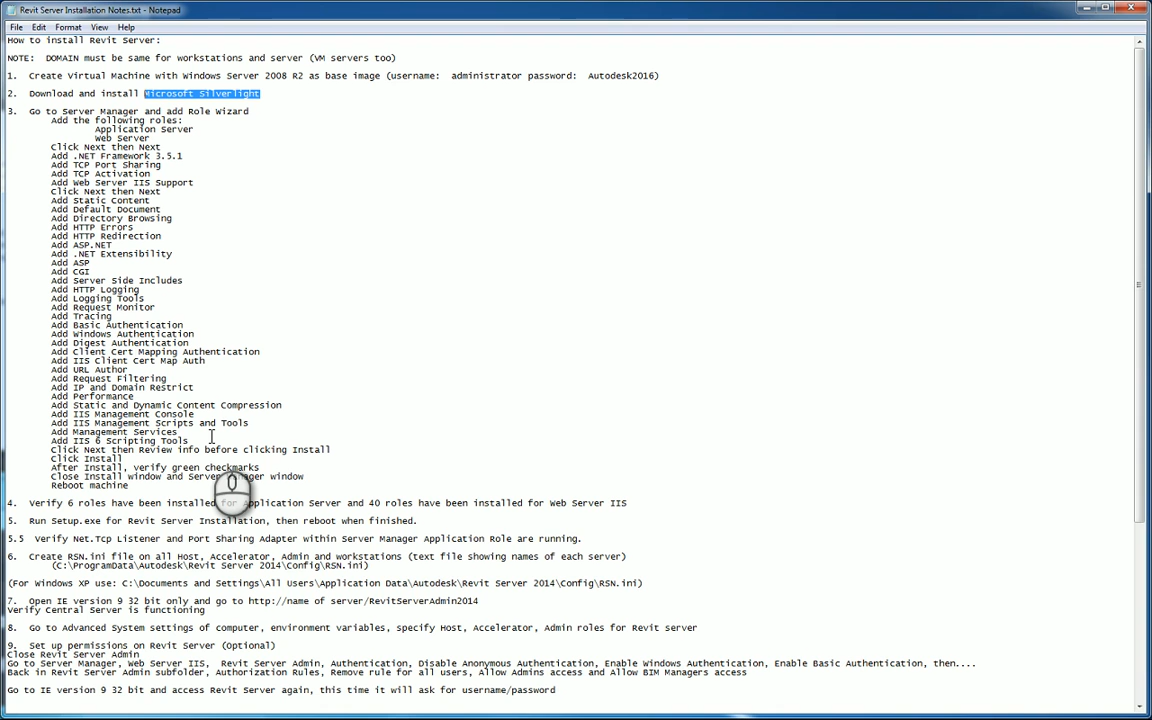 Revit Server Installation Notes.txt - Notepad
File Edit Format View Help
How to install Revit Server:
NOTE: DOMAIN must be same for workstations and server (VM servers too)
1. Create Virtual Machine with Windows Server 2008 R2 as base image (username: administrator password: Autodesk2016)
2. Download and install Microsoft Silverlight
3. Go to Server Manager and add Role Wizard
Add the following roles:
Application Server
Web Server
Click Next then Next
Add .NET Framework 3.5.1
Add TCP Port Sharing
Add TCP Activation
Add Web Server IIS Support
Click Next then Next
Add Static Content
Add Default Document
Add Directory Browsing
Add HTTP Errors
Add HTTP Redirection
Add ASP.NET
Add .NET Extensibility
Add ASP
Add CGI
Add Server Side Includes
Add HTTP Logging
Add Logging Tools
Add Request Monitor
Add Tracing
Add Basic Authentication
Add Windows Authentication
Add Digest Authentication
Add Client Cert Mapping Authentication
Add IIS Client Cert Map Auth
Add URL Author
Add Request Filtering
Add IP and Domain Restrict
Add Performance
Add Static and Dynamic Content Compression
Add IIS Management Console
Add IIS Management Scripts and Tools
Add Management Services
Add IIS 6 Scripting Tools
Click Next then Review info before clicking Install
Click Install
After Install, verify green checkmarks
Close Install window and Server Manager window
Reboot machine
4. Verify 6 roles have been installed for Application Server and 40 roles have been installed for Web Server IIS
5. Run Setup.exe for Revit Server Installation, then reboot when finished.
5.5 Verify Net.Tcp Listener and Port Sharing Adapter within Server Manager Application Role are running.
6. Create RSN.ini file on all Host, Accelerator, Admin and workstations (text file showing names of each server)
(C:\ProgramData\Autodesk\Revit Server 2014\Config\RSN.ini)
(For Windows XP use: C:\Documents and Settings\All Users\Application Data\Autodesk\Revit Server 2014\Config\RSN.ini)
7. Open IE version 9 32 bit only and go to http://name of server/RevitServerAdmin2014
Verify Central Server is functioning
8. Go to Advanced System settings of computer, environment variables, specify Host, Accelerator, Admin roles for Revit server
9. Set up permissions on Revit Server (Optional)
Close Revit Server Admin
Go to Server Manager, Web Server IIS, Revit Server Admin, Authentication, Disable Anonymous Authentication, Enable Windows Authentication, Enable Basic Authentication, then....
Back in Revit Server Admin subfolder, Authorization Rules, Remove rule for all users, Allow Admins access and Allow BIM Managers access
Go to IE version 9 32 bit and access Revit Server again, this time it will ask for username/password